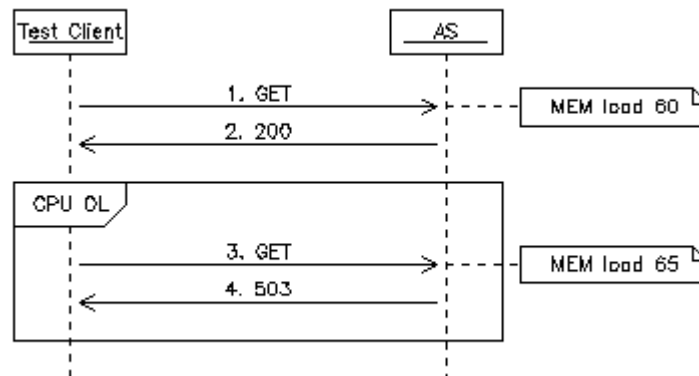 Test Client
AS
1. GET
MEM load 60
2. 200
CPU OL
3. GET
MEM load 65
4. 503